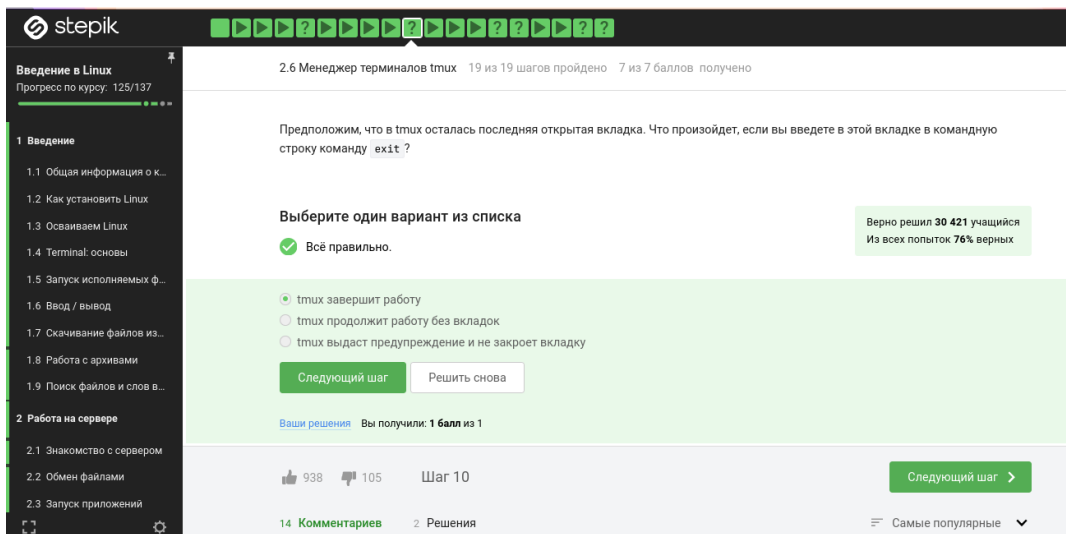 stepik
Введение в Linux
Прогресс по курсу: 125/137
1 Введение
1.1 Общая информация о к...
1.2 Как установить Linux
1.3 Осваиваем Linux
1.4 Terminal: основы
1.5 Запуск исполняемых ф...
1.6 Ввод / вывод
1.7 Скачивание файлов из...
1.8 Работа с архивами
1.9 Поиск файлов и слов в...
2 Работа на сервере
2.1 Знакомство с сервером
2.2 Обмен файлами
2.3 Запуск приложений
2.6 Менеджер терминалов tmux 19 из 19 шагов пройдено 7 из 7 баллов получено
Предположим, что в tmux осталась последняя открытая вкладка. Что произойдет, если вы введете в этой вкладке в командную
строку команду exit ?
Выберите один вариант из списка
Всё правильно.
Верно решил 30 421 учащийся
Из всех попыток 76% верных
tmux завершит работу
tmux продолжит работу без вкладок
tmux выдаст предупреждение и не закроет вкладку
Следующий шаг Решить снова
Ваши решения Вы получили: 1 балл из 1
938 105 Шаг 10 Следующий шаг
14 Комментариев 2 Решения Самые популярные